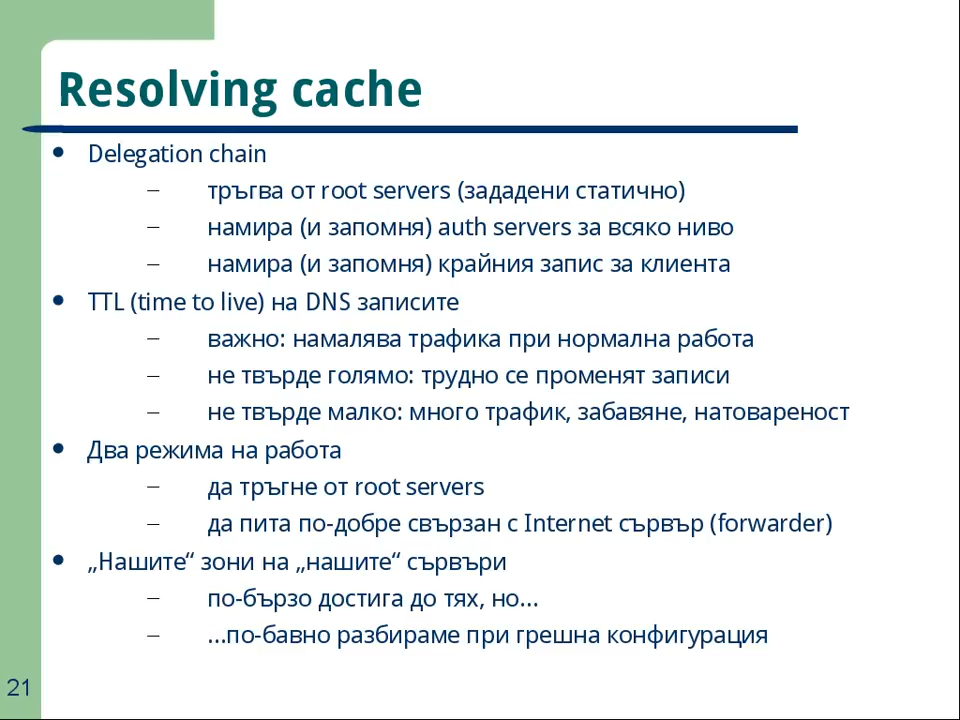 Resolving cache
• Delegation chain
– тръгва от root servers (зададени статично)
– намира (и запомня) auth servers за всяко ниво
– намира (и запомня) крайния запис за клиента
• TTL (time to live) на DNS записите
– важно: намалява трафика при нормална работа
– не твърде голямо: трудно се променят записи
– не твърде малко: много трафик, забавяне, натовареност
• Два режима на работа
– да тръгне от root servers
– да пита по-добре свързан с Internet сървър (forwarder)
• „Нашите“ зони на „нашите“ сървъри
– по-бързо достига до тях, но...
– ...по-бавно разбираме при грешна конфигурация
21